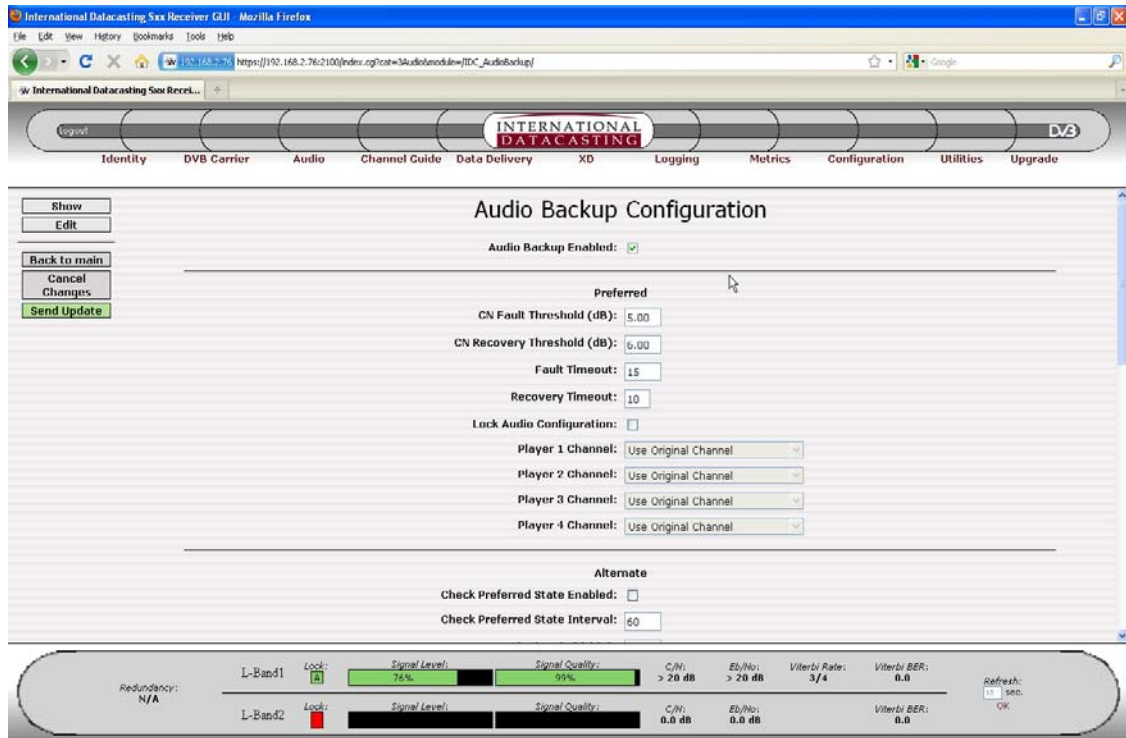 International Datacasting Sxx Receiver GUI - Mozilla Firefox
File Edit View History Bookmarks Tools Help
192.168.2.76 https://192.168.2.76:2100/index.cgi?cat=3Audio&module=/IDC_AudioBackup/
Google
International Datacasting Sxx Recei...
logout
INTERNATIONAL
DATACASTING
DVB
Identity DVB Carrier Audio Channel Guide Data Delivery XD Logging Metrics Configuration Utilities Upgrade
Show
Edit
Back to main
Cancel
Changes
Send Update
Audio Backup Configuration
Audio Backup Enabled:
Preferred
CN Fault Threshold (dB): 5.00
CN Recovery Threshold (dB): 6.00
Fault Timeout: 15
Recovery Timeout: 10
Lock Audio Configuration:
Player 1 Channel: Use Original Channel
Player 2 Channel: Use Original Channel
Player 3 Channel: Use Original Channel
Player 4 Channel: Use Original Channel
Alternate
Check Preferred State Enabled:
Check Preferred State Interval: 60
Redundancy:
N/A
L-Band1 Lock: A Signal Level: 76% Signal Quality: 99% C/N: > 20 dB Eb/No: > 20 dB Viterbi Rate: 3/4 Viterbi BER: 0.0
L-Band2 Lock: Signal Level: Signal Quality: C/N: 0.0 dB Eb/No: 0.0 dB Viterbi BER: 0.0
Refresh:
sec.
OK